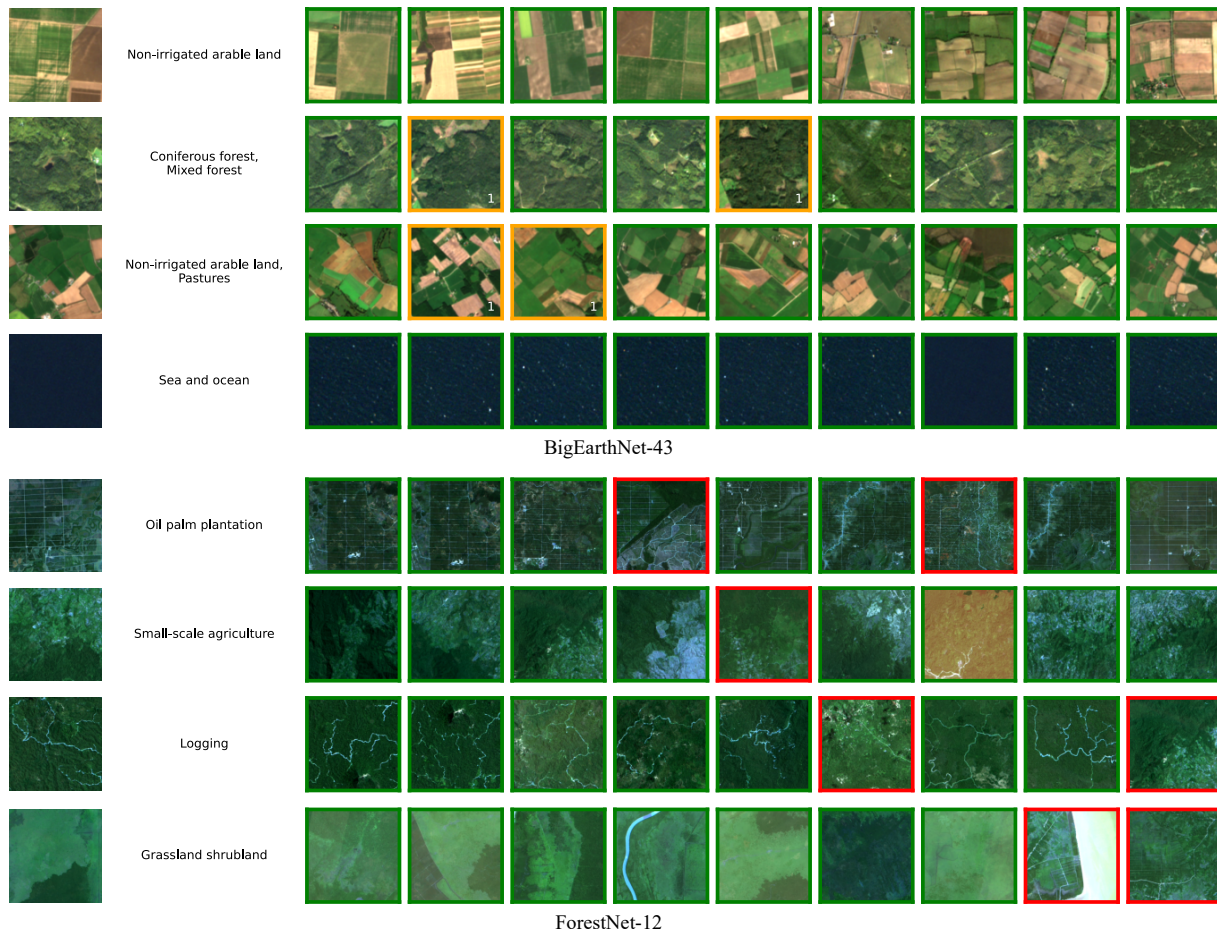 Non-irrigated arable land
Coniferous forest,
Mixed forest
1
1
Non-irrigated arable land,
Pastures
1
1
Sea and ocean
BigEarthNet-43
Oil palm plantation
Small-scale agriculture
Logging
Grassland shrubland
ForestNet-12